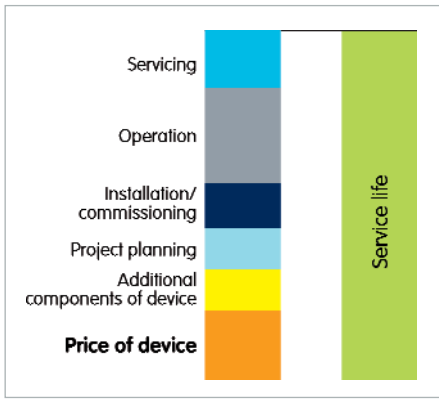 Servicing
Operation
Installation/
commissioning
Project planning
Additional
components of device
Price of device
Service life